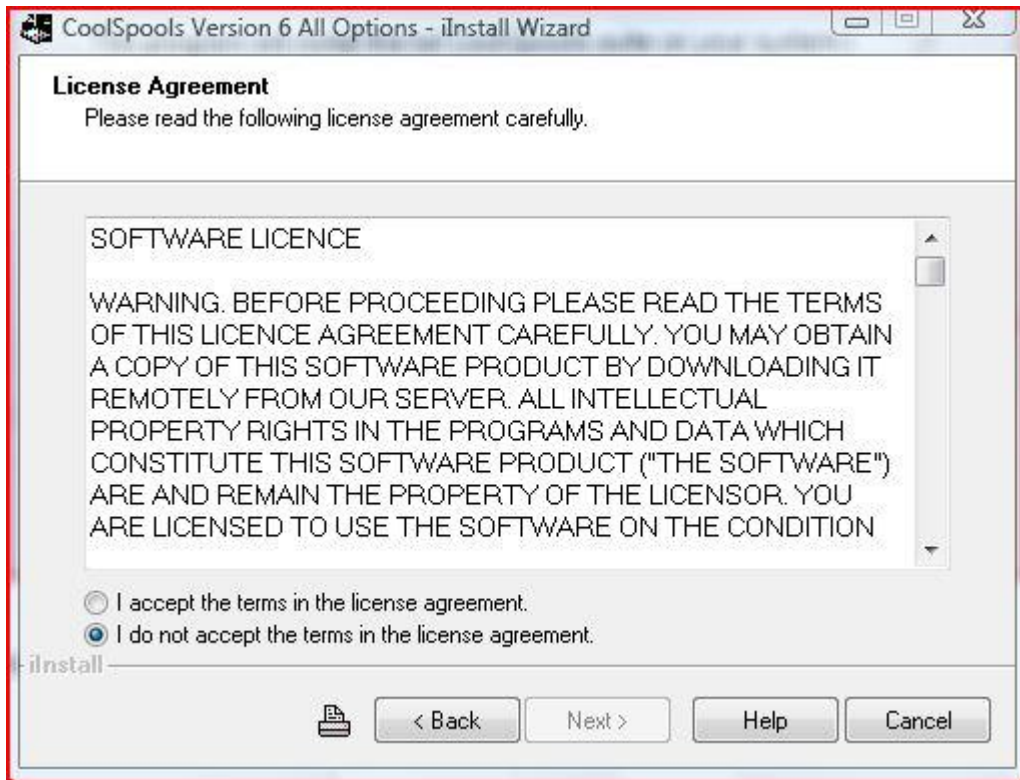 CoolSpools Version 6 All Options - iInstall Wizard
License Agreement
Please read the following license agreement carefully.
SOFTWARE LICENCE
WARNING. BEFORE PROCEEDING PLEASE READ THE TERMS
OF THIS LICENCE AGREEMENT CAREFULLY. YOU MAY OBTAIN
A COPY OF THIS SOFTWARE PRODUCT BY DOWNLOADING IT
REMOTELY FROM OUR SERVER. ALL INTELLECTUAL
PROPERTY RIGHTS IN THE PROGRAMS AND DATA WHICH
CONSTITUTE THIS SOFTWARE PRODUCT ("THE SOFTWARE")
ARE AND REMAIN THE PROPERTY OF THE LICENSOR. YOU
ARE LICENSED TO USE THE SOFTWARE ON THE CONDITION
I accept the terms in the license agreement.
I do not accept the terms in the license agreement.
iInstall
< Back Next > Help Cancel